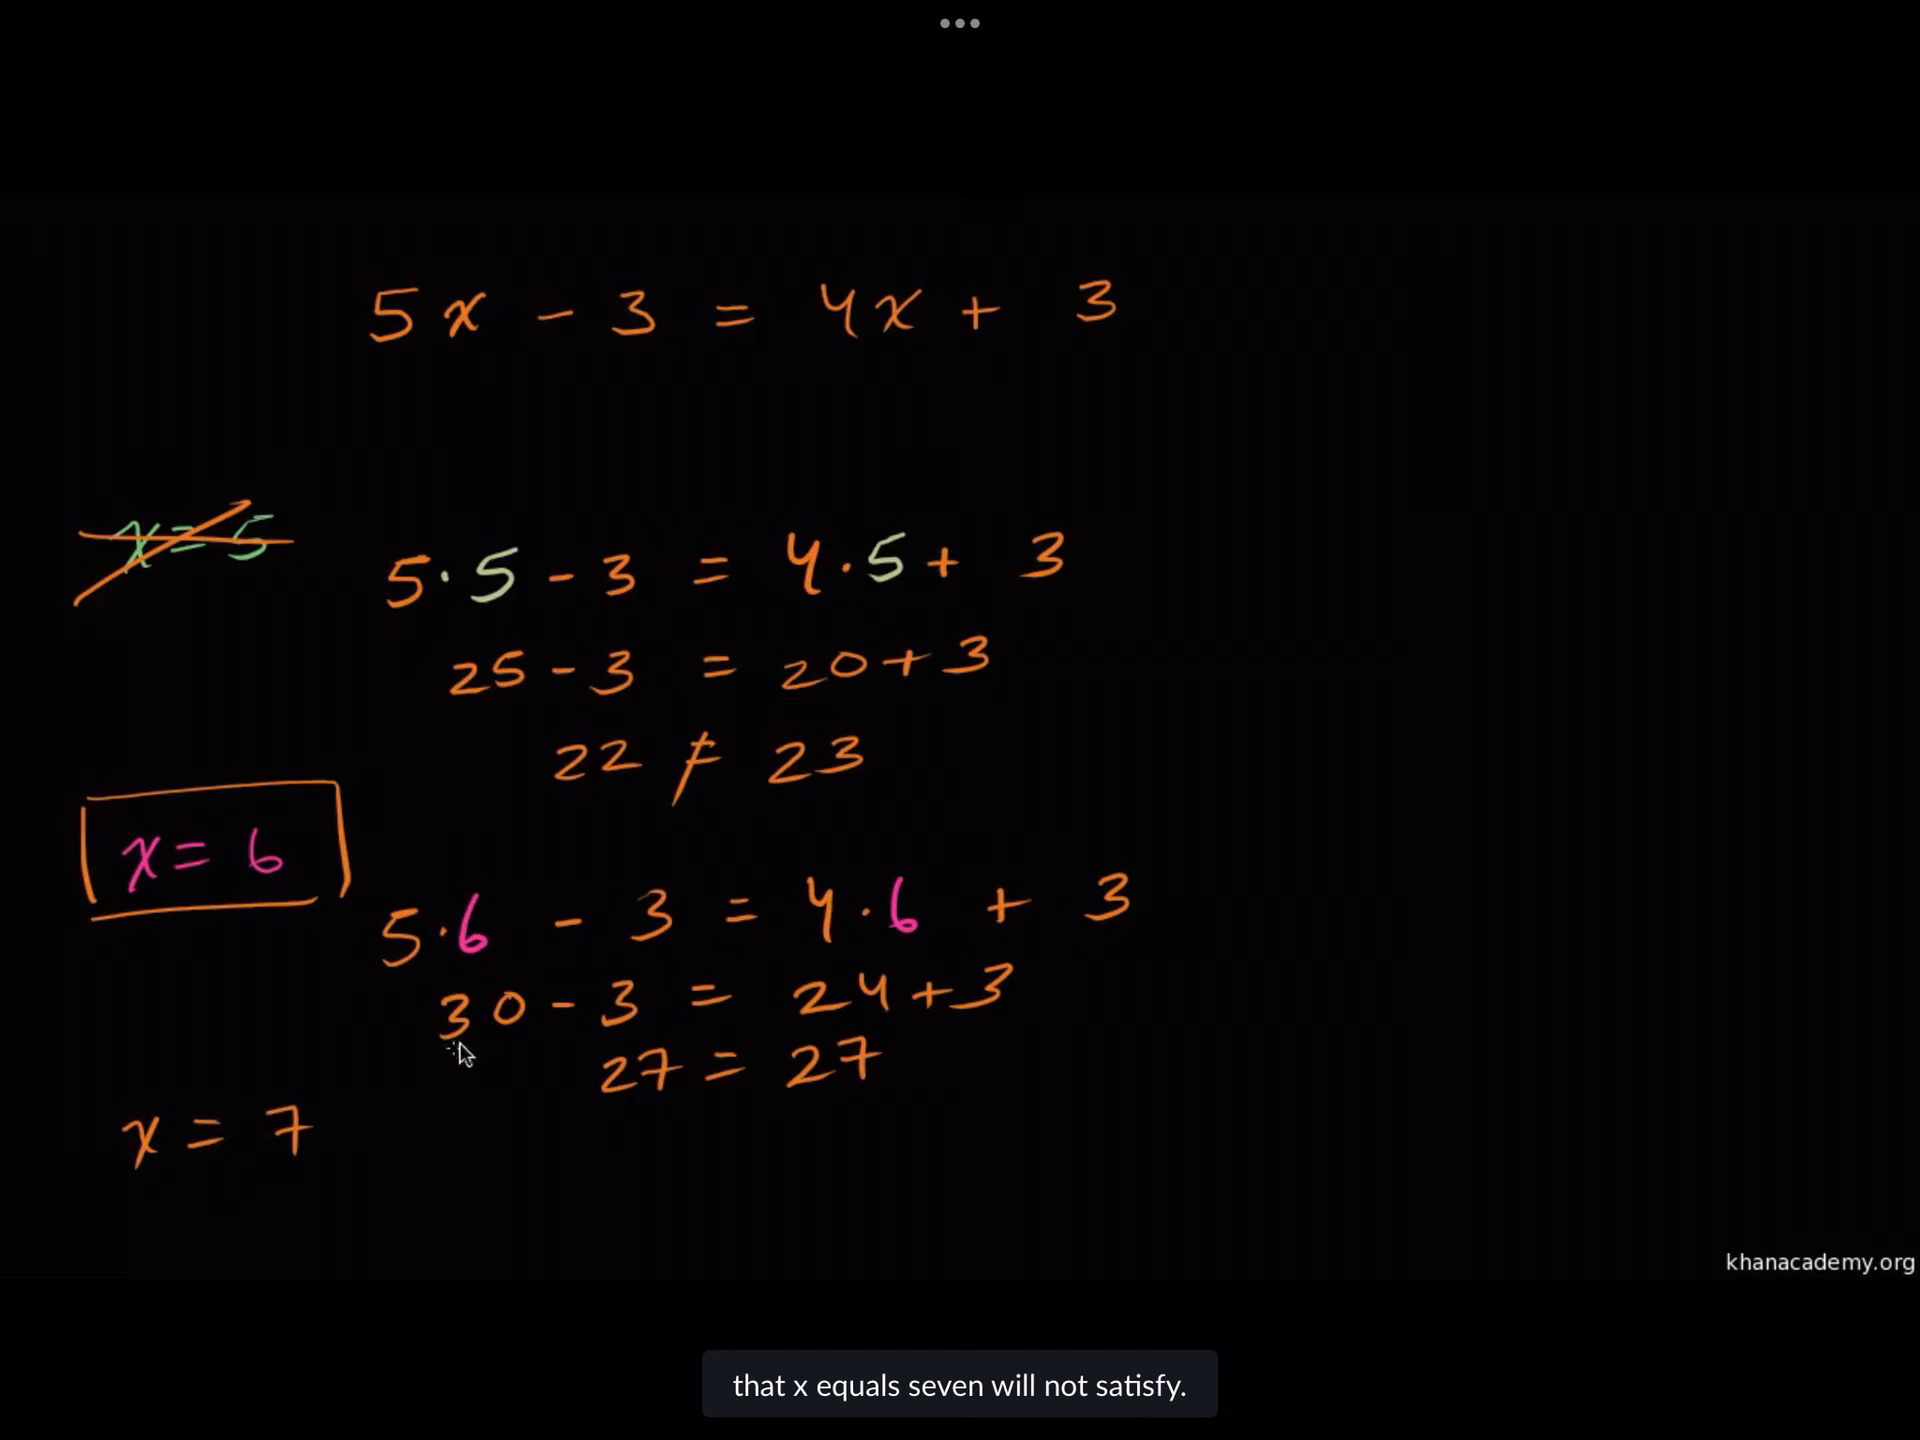 5x - 3 = 4x + 3
x = 5
5·5 - 3 = 4·5 + 3
25 - 3 = 20 + 3
22 ≠ 23
x = 6
5·6 - 3 = 4·6 + 3
30 - 3 = 24 + 3
27 = 27
x = 7
khanacademy.org
that x equals seven will not satisfy.